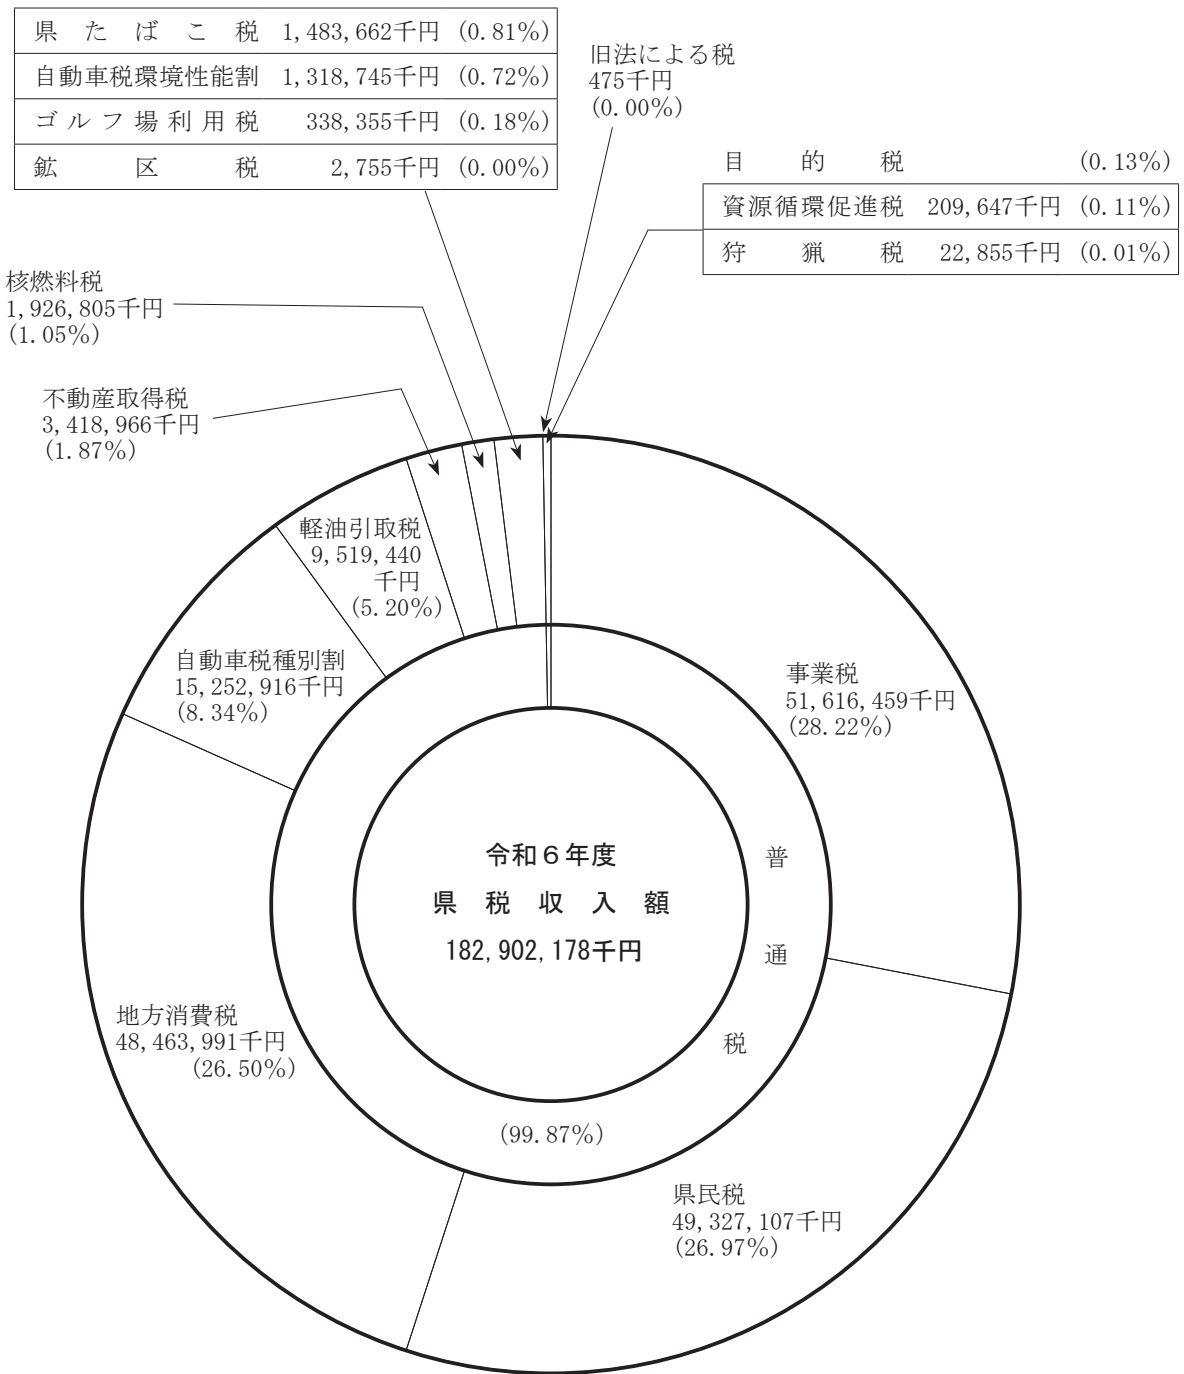 県たばこ税 1,483,662千円 (0.81%)
自動車税環境性能割 1,318,745千円 (0.72%)
ゴルフ場利用税 338,355千円 (0.18%)
鉱区税 2,755千円 (0.00%)
旧法による税
475千円
(0.00%)
目的税 (0.13%)
資源循環促進税 209,647千円 (0.11%)
狩猟税 22,855千円 (0.01%)
核燃料税
1,926,805千円
(1.05%)
不動産取得税
3,418,966千円
(1.87%)
軽油引取税
9,519,440
千円
(5.20%)
自動車税種別割
15,252,916千円
(8.34%)
事業税
51,616,459千円
(28.22%)
令和6年度
県税収入額
182,902,178千円
普
通
税
(99.87%)
地方消費税
48,463,991千円
(26.50%)
県民税
49,327,107千円
(26.97%)